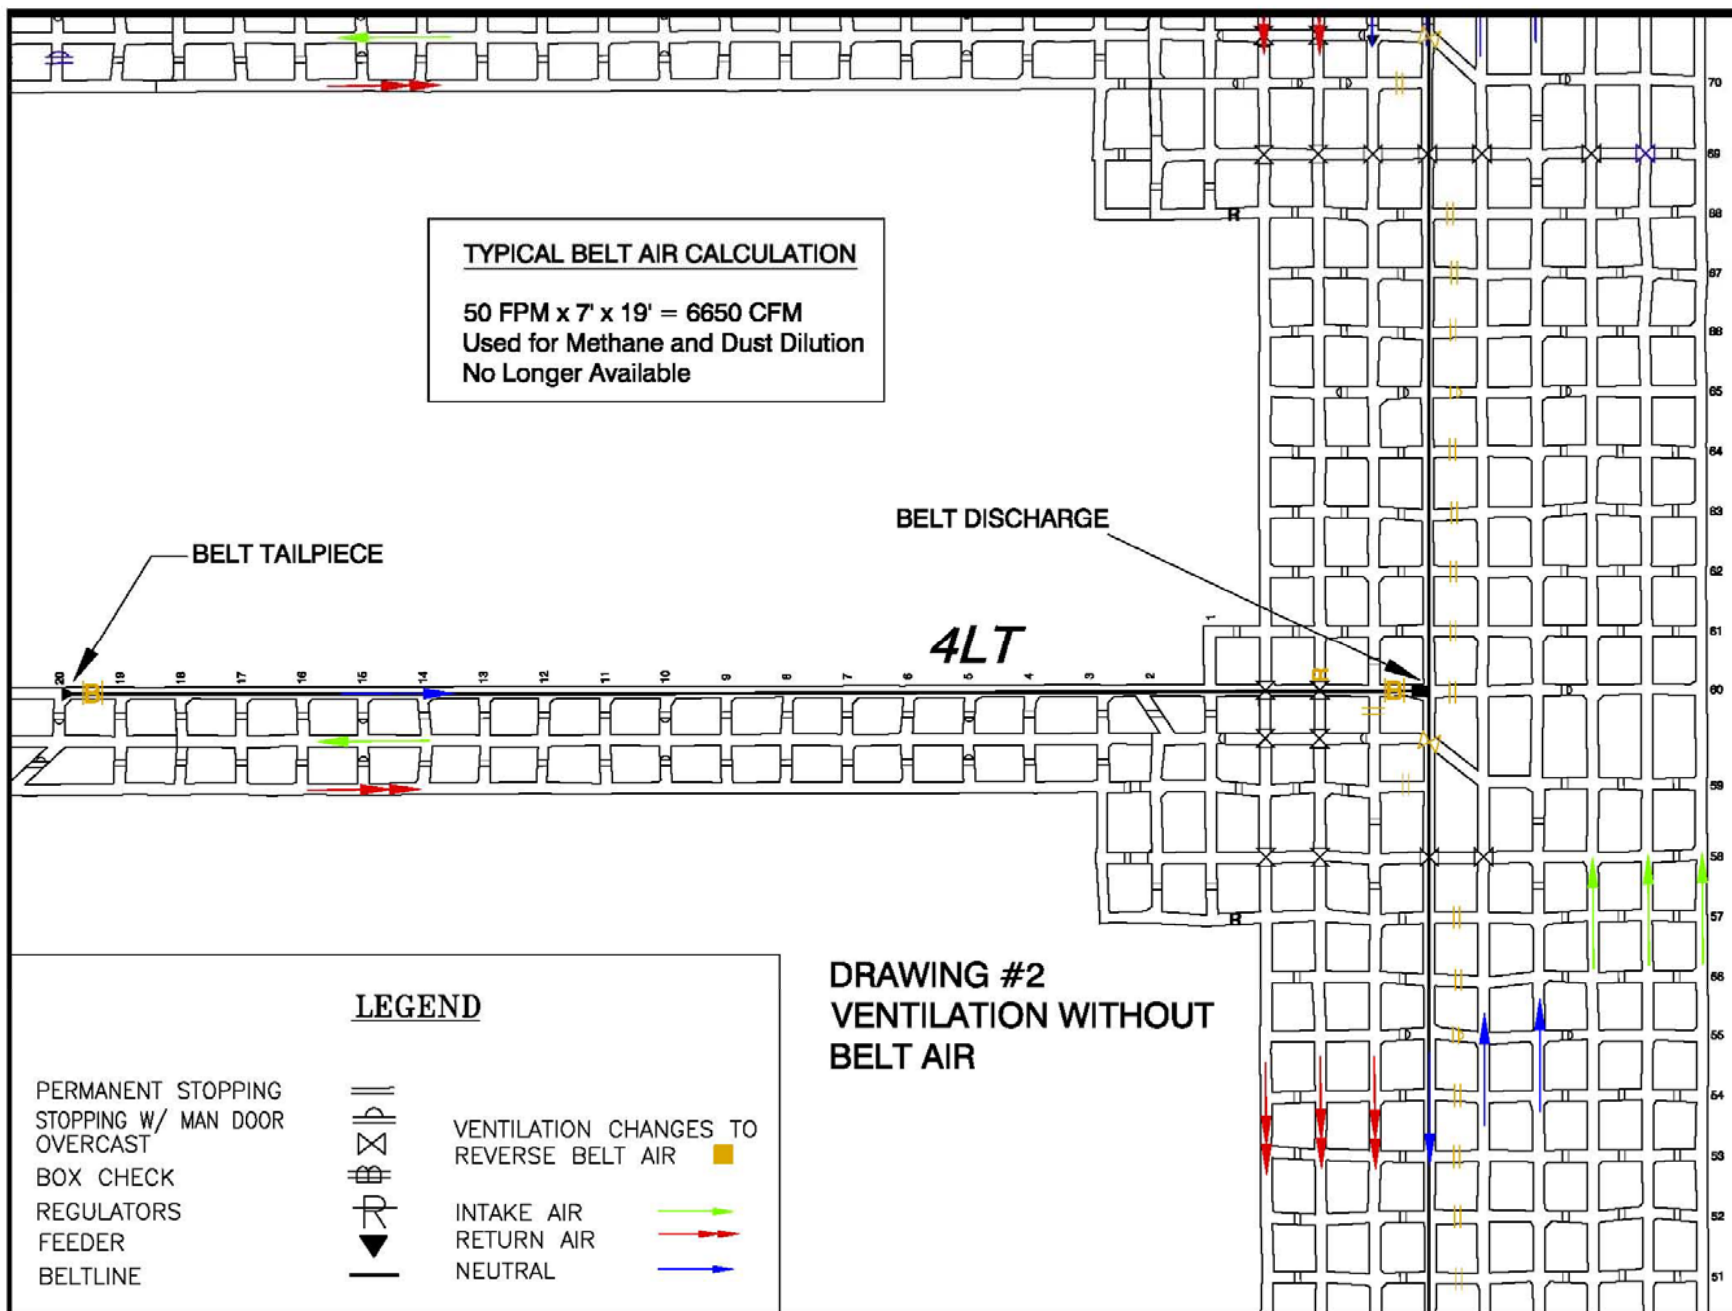 70
69
68
TYPICAL BELT AIR CALCULATION
R
50 FPM x 7' x 19' = 6650 CFM
Used for Methane and Dust Dilution
No Longer Available
67
66
65
64
63
BELT DISCHARGE
BELT TAILPIECE
62
61
1
4LT
20 19 18 17 16 15 14 13 12 11 10 9 8 7 6 5 4 3 2
R
B
B
60
59
58
57
R
DRAWING #2
VENTILATION WITHOUT
BELT AIR
56
55
54
53
52
51
LEGEND
PERMANENT STOPPING
STOPPING W/ MAN DOOR
OVERCAST
BOX CHECK
B
REGULATORS
R
FEEDER
BELTLINE
VENTILATION CHANGES TO
REVERSE BELT AIR
INTAKE AIR
RETURN AIR
NEUTRAL